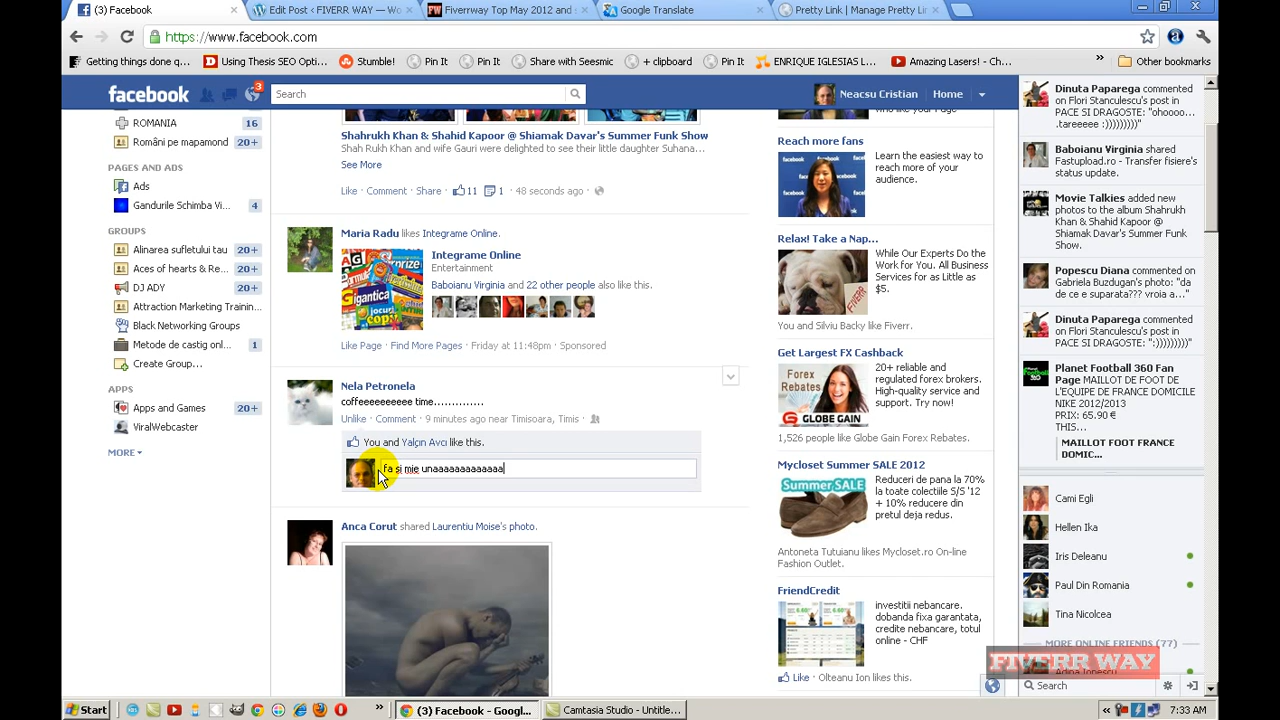 (3) Facebook
Edit Post ‹ FIVERR WAY — Wo
Fiverrway Top May 2012 and
Google Translate
Pretty Link | Manage Pretty Li
https://www.facebook.com
Getting things done q...
Using Thesis SEO Opti...
Stumble!
Pin It
Pin It
Share with Seesmic
+ clipboard
Pin It
ENRIQUE IGLESIAS L...
Amazing Lasers! - Ch...
»
Other bookmarks
facebook
3
Search
Neacsu Cristian
Home
ROMANIA 16
Români pe mapamond 20+
PAGES AND ADS
Ads
Gandurile Schimba Vi... 4
GROUPS
Alinarea sufletului tau 20+
Aces of hearts & Re... 20+
DJ ADY 20+
Attraction Marketing Trainin...
Black Networking Groups
Metode de castig onl... 1
Create Group...
APPS
Apps and Games 20+
ViralWebcaster
MORE
Shahrukh Khan & Shahid Kapoor @ Shiamak Davar's Summer Funk Show
Shah Rukh Khan and wife Gauri were delighted to see their little daughter Suhana...
See More
Like · Comment · Share · 11 1 · 48 seconds ago ·
Maria Radu likes Integrame Online.
Integrame Online
Entertainment
Baboianu Virginia and 22 other people also like this.
Gigantica
Like Page · Find More Pages · Friday at 11:48pm · Sponsored
Nela Petronela
coffeeeeeeeeee time..............
Unlike · Comment · 9 minutes ago near Timisoara, Timis ·
You and Yalçın Avcı like this.
fa si mie unaaaaaaaaaaaaa
Anca Corut shared Laurentiu Moise's photo.
Reach more fans
facebook
Learn the easiest way to
reach more of your
audience.
Relax! Take a Nap...
FIVERR
While Our Experts Do the
Work for You. All Business
Services for as Little as
$5.
You and Silviu Backy like Fiverr.
Get Largest FX Cashback
Forex
Rebates
GLOBE GAIN
20+ reliable and
regulated forex brokers.
High-quality service and
support. Try now!
1,526 people like Globe Gain Forex Rebates.
Mycloset Summer SALE 2012
Summer SALE
Reduceri de pana la 70%
la toate colectiile S/S '12
+ 10% reducere din
pretul deja redus.
Antoneta Tutuianu likes Mycloset.ro On-line
Fashion Outlet.
FriendCredit
investitii nebancare.
dobanda fixa garantata,
credite nebancare, total
online - CHF
Like · Olteanu Ion likes this.
Dinuta Paparega
commented
on Flori Stanculescu's post in
PACE SI DRAGOSTE: "ohoooo...
.tareeeee :))))))))))"
Baboianu Virginia shared
Fastupload.ro - Transfer fisiere's
status update.
Movie Talkies added new
photos to the album Shahrukh
Khan & Shahid Kapoor @
Shiamak Davar's Summer Funk
Show.
Popescu Diana commented on
Gabriela Buzdugan's photo: "da
de ce e suparata??? vroia a...
Dinuta Paparega commented
on Flori Stanculescu's post in
PACE SI DRAGOSTE: ":)))))))))"
Planet Football 360 Fan
Page MAILLOT DE FOOT DE
L'EQUIPE DE FRANCE DOMICILE
NIKE 2012/2013
PRIX: 65.90 €
THIS...
MAILLOT FOOT FRANCE
DOMIC...
Cami Egli
Helen Ika
Iris Deleanu
Paul Din Romania
Tina Nicolcea
MORE ONLINE FRIENDS (77)
FIVERR WAY
Search
Start
»
(3) Facebook - Googl...
Camtasia Studio - Untitle...
7:33 AM